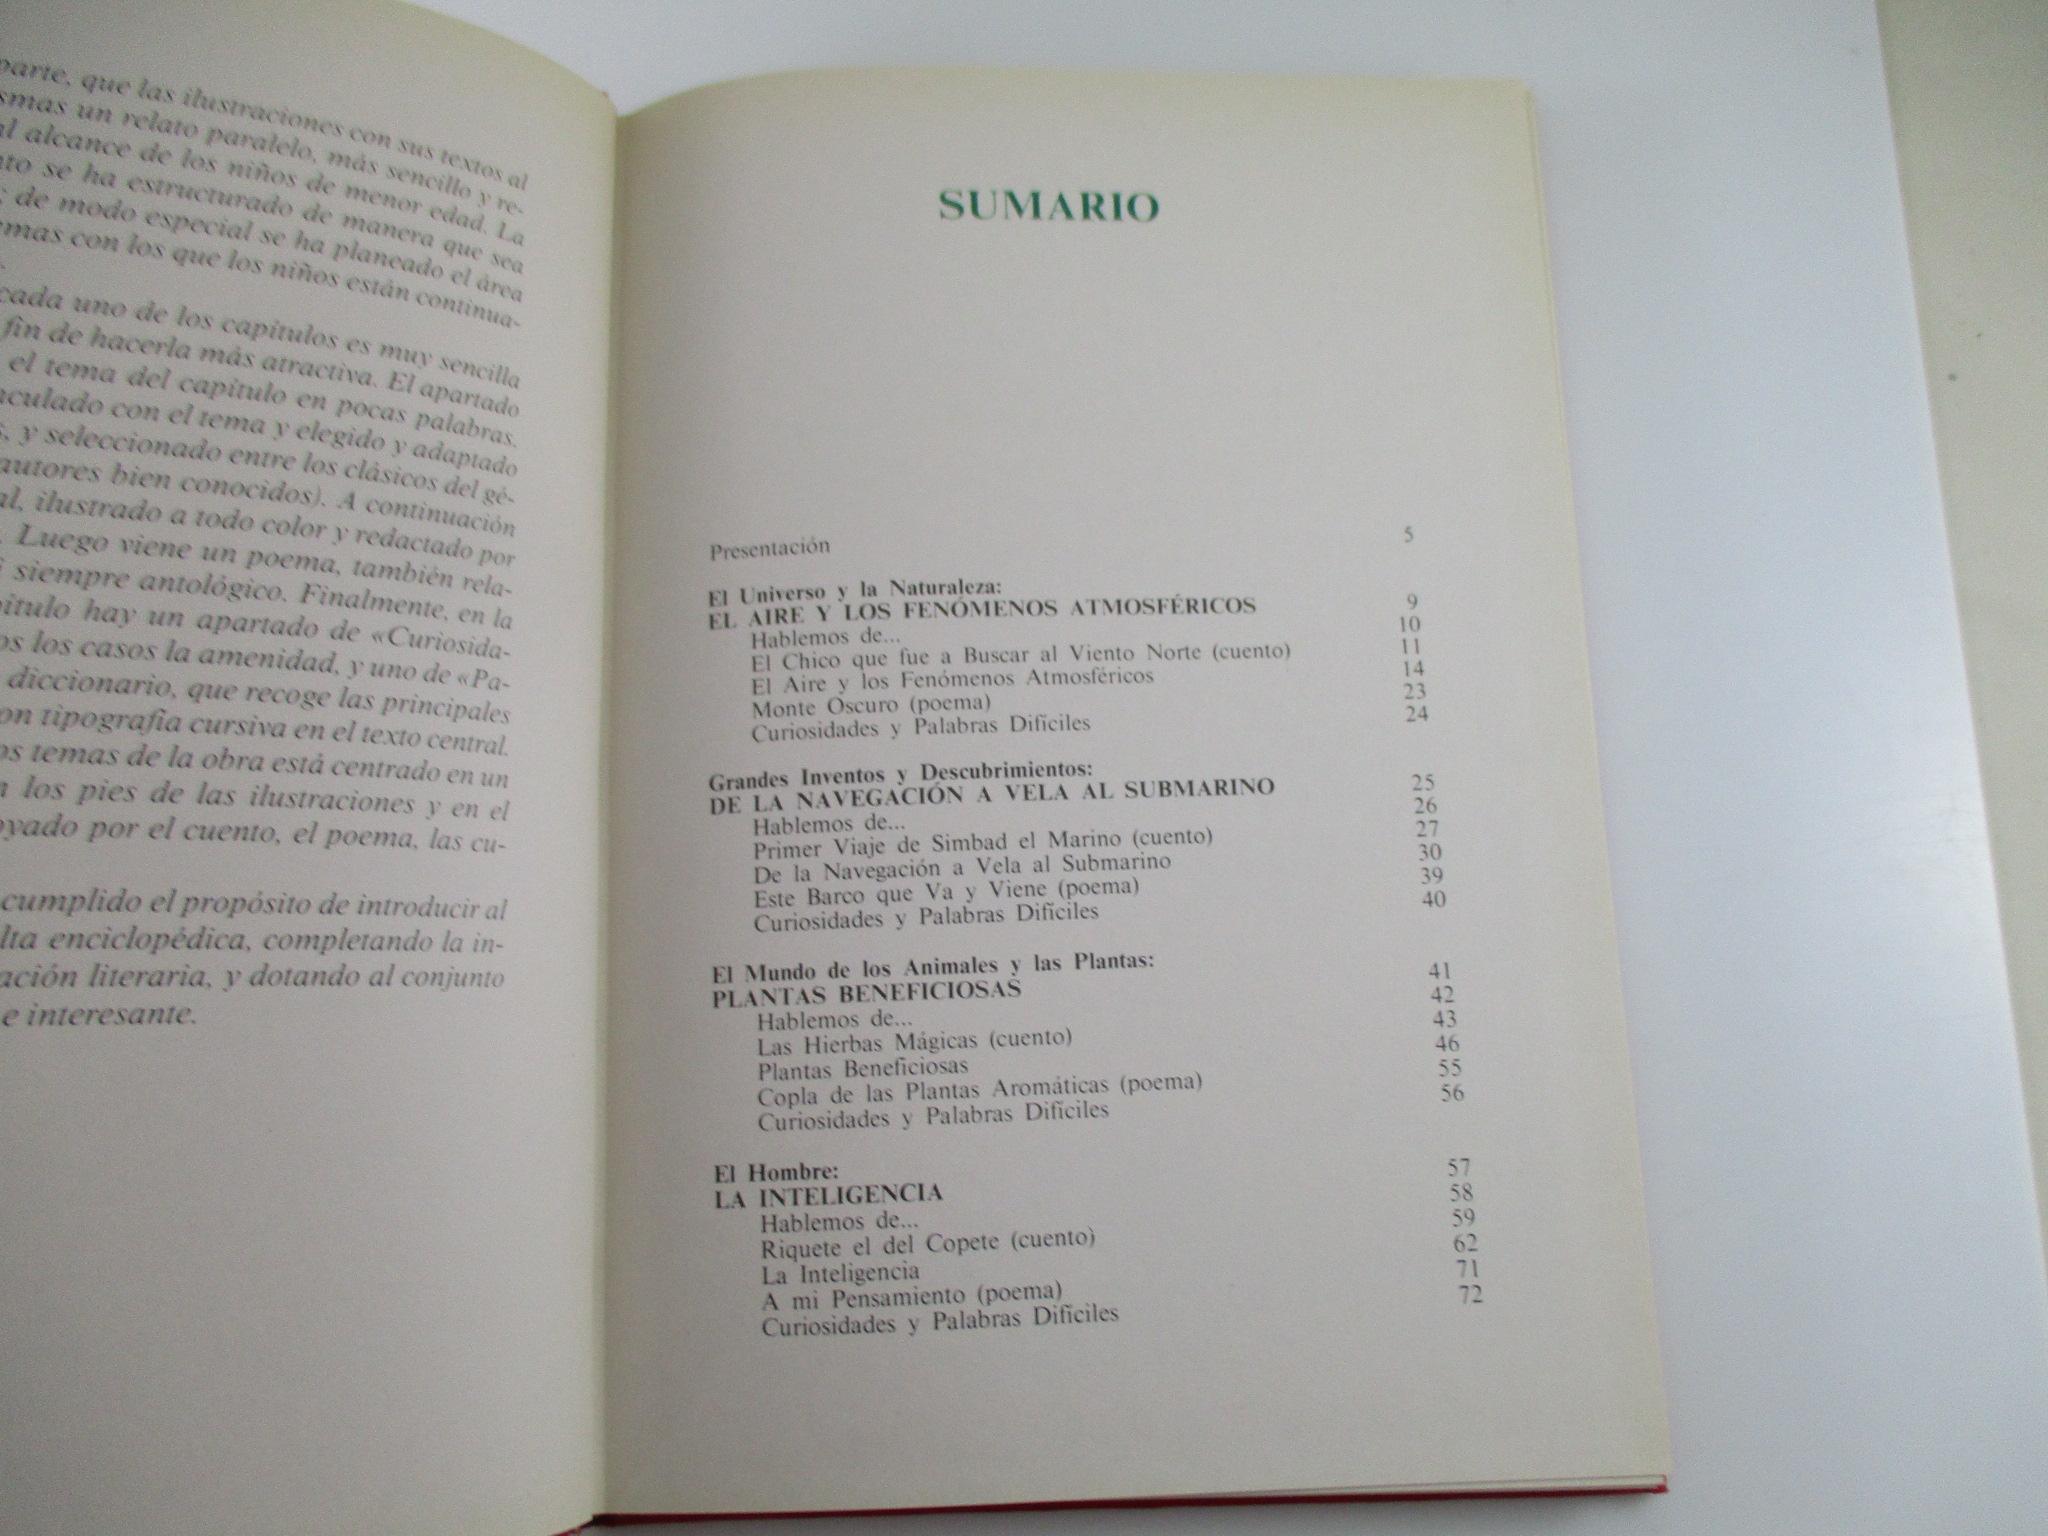 parte, que las ilustraciones con sus textos al
un relato paralelo, más sencillo y re-
al alcance de los niños de menor edad. La
se ha estructurado de manera que sea
; de modo especial se ha planeado el área
con los que los niños están continua-
cada uno de los capítulos es muy sencilla
fin de hacerla más atractiva. El apartado
el tema del capítulo en pocas palabras.
con el tema y elegido y adaptado
y seleccionado entre los clásicos del gé-
autores bien conocidos). A continuación
ilustrado a todo color y redactado por
. Luego viene un poema, también rela-
siempre antológico. Finalmente, en la
hay un apartado de «Curiosida-
los casos la amenidad, y uno de «Pa-
diccionario, que recoge las principales
tipografía cursiva en el texto central.
temas de la obra está centrado en un
los pies de las ilustraciones y en el
por el cuento, el poema, las cu-
cumplido el propósito de introducir al
enciclopédica, completando la in-
literaria, y dotando al conjunto
e interesante.
SUMARIO
Presentación 5
El Universo y la Naturaleza:
EL AIRE Y LOS FENÓMENOS ATMOSFÉRICOS 9
Hablemos de... 10
El Chico que fue a Buscar al Viento Norte (cuento) 11
El Aire y los Fenómenos Atmosféricos 14
Monte Oscuro (poema) 23
Curiosidades y Palabras Difíciles 24
Grandes Inventos y Descubrimientos:
DE LA NAVEGACIÓN A VELA AL SUBMARINO 25
Hablemos de... 26
Primer Viaje de Simbad el Marino (cuento) 27
De la Navegación a Vela al Submarino 30
Este Barco que Va y Viene (poema) 39
Curiosidades y Palabras Difíciles 40
El Mundo de los Animales y las Plantas:
PLANTAS BENEFICIOSAS 41
Hablemos de... 42
Las Hierbas Mágicas (cuento) 43
Plantas Beneficiosas 46
Copla de las Plantas Aromáticas (poema) 55
Curiosidades y Palabras Difíciles 56
El Hombre:
LA INTELIGENCIA 57
Hablemos de... 58
Riquete el del Copete (cuento) 59
La Inteligencia 62
A mi Pensamiento (poema) 71
Curiosidades y Palabras Difíciles 72